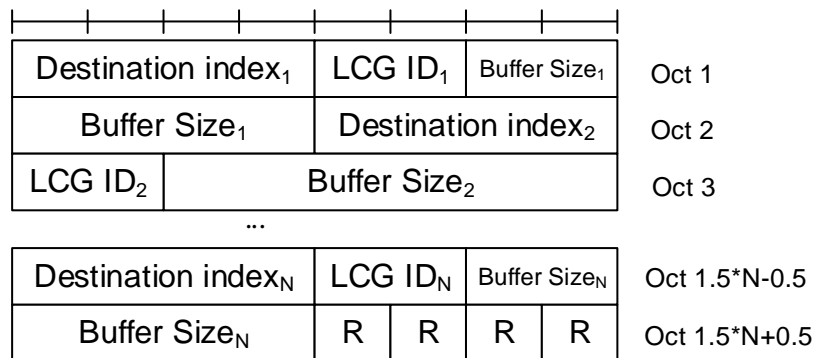 Destination index₁ LCG ID₁ Buffer Size₁ Oct 1
Buffer Size₁ Destination index₂ Oct 2
LCG ID₂ Buffer Size₂ Oct 3
...
Destination indexN LCG IDN Buffer SizeN Oct 1.5*N-0.5
Buffer SizeN R R R R Oct 1.5*N+0.5